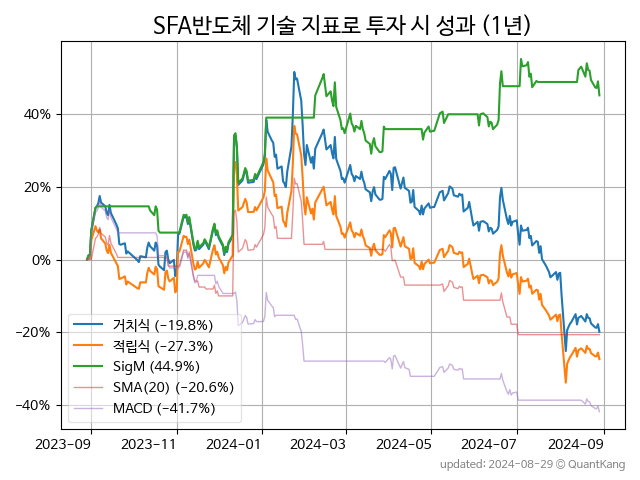 SFA반도체 기술 지표로 투자 시 성과 (1년)
40%
20%
0%
−20%
−40%
거치식 (−19.8%)
적립식 (−27.3%)
SigM (44.9%)
SMA(20) (−20.6%)
MACD (−41.7%)
2023−09 2023−11 2024−01 2024−03 2024−05 2024−07 2024−09
updated: 2024−08−29 © QuantKang